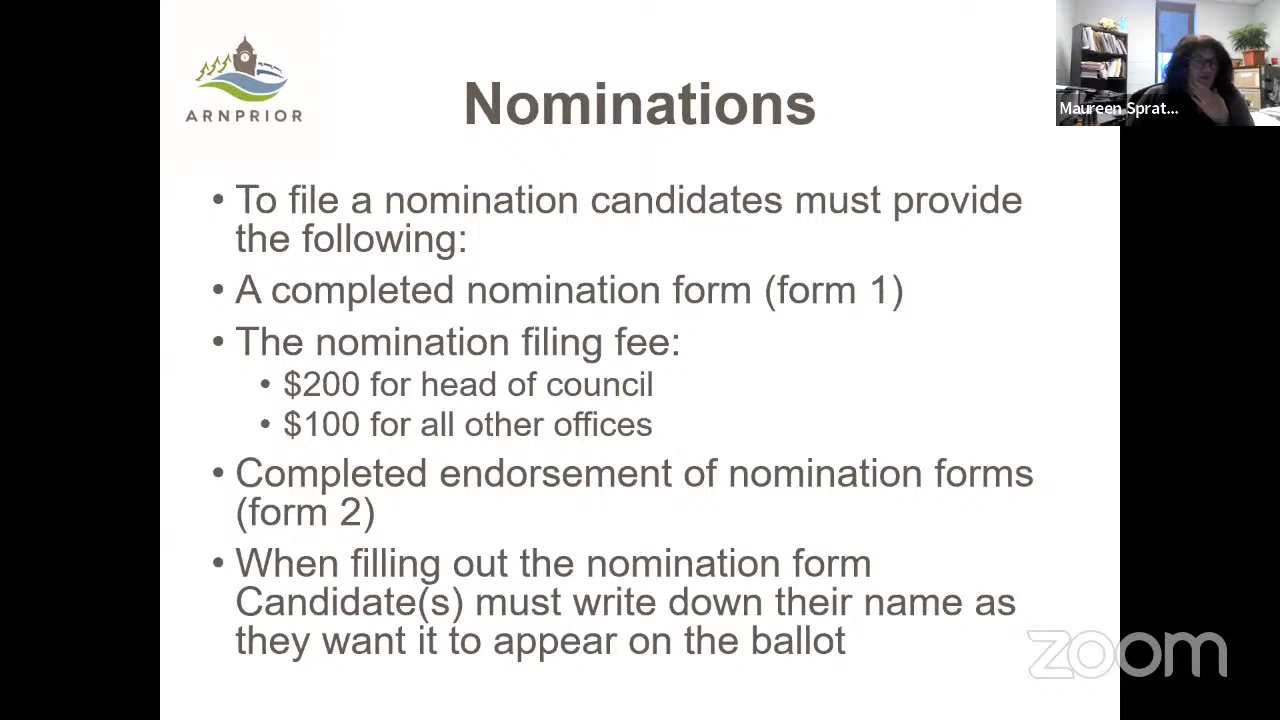 ARNPRIOR
Nominations
Maureen Sprat...
• To file a nomination candidates must provide
the following:
• A completed nomination form (form 1)
• The nomination filing fee:
• $200 for head of council
• $100 for all other offices
• Completed endorsement of nomination forms
(form 2)
• When filling out the nomination form
Candidate(s) must write down their name as
they want it to appear on the ballot
zoom